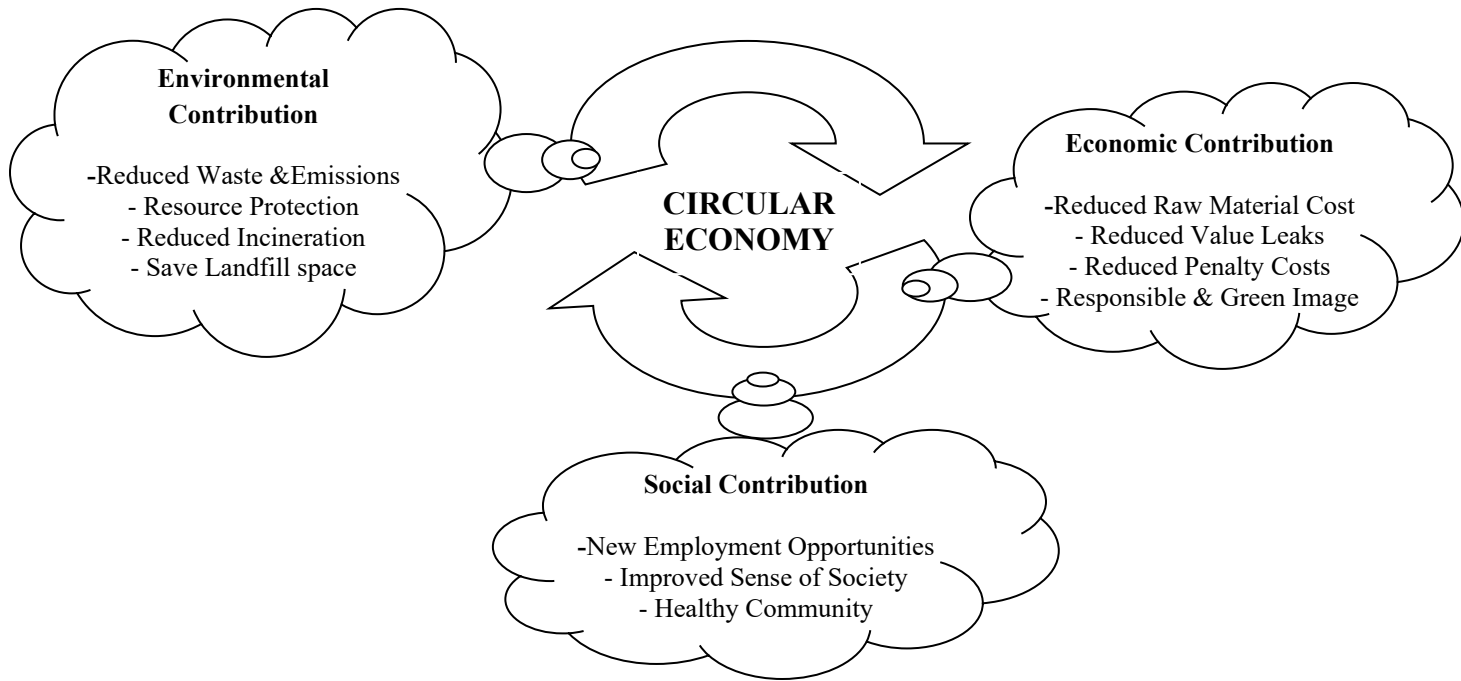 Environmental
Contribution
-Reduced Waste &Emissions
- Resource Protection
- Reduced Incineration
- Save Landfill space
CIRCULAR
ECONOMY
Economic Contribution
-Reduced Raw Material Cost
- Reduced Value Leaks
- Reduced Penalty Costs
- Responsible & Green Image
Social Contribution
-New Employment Opportunities
- Improved Sense of Society
- Healthy Community